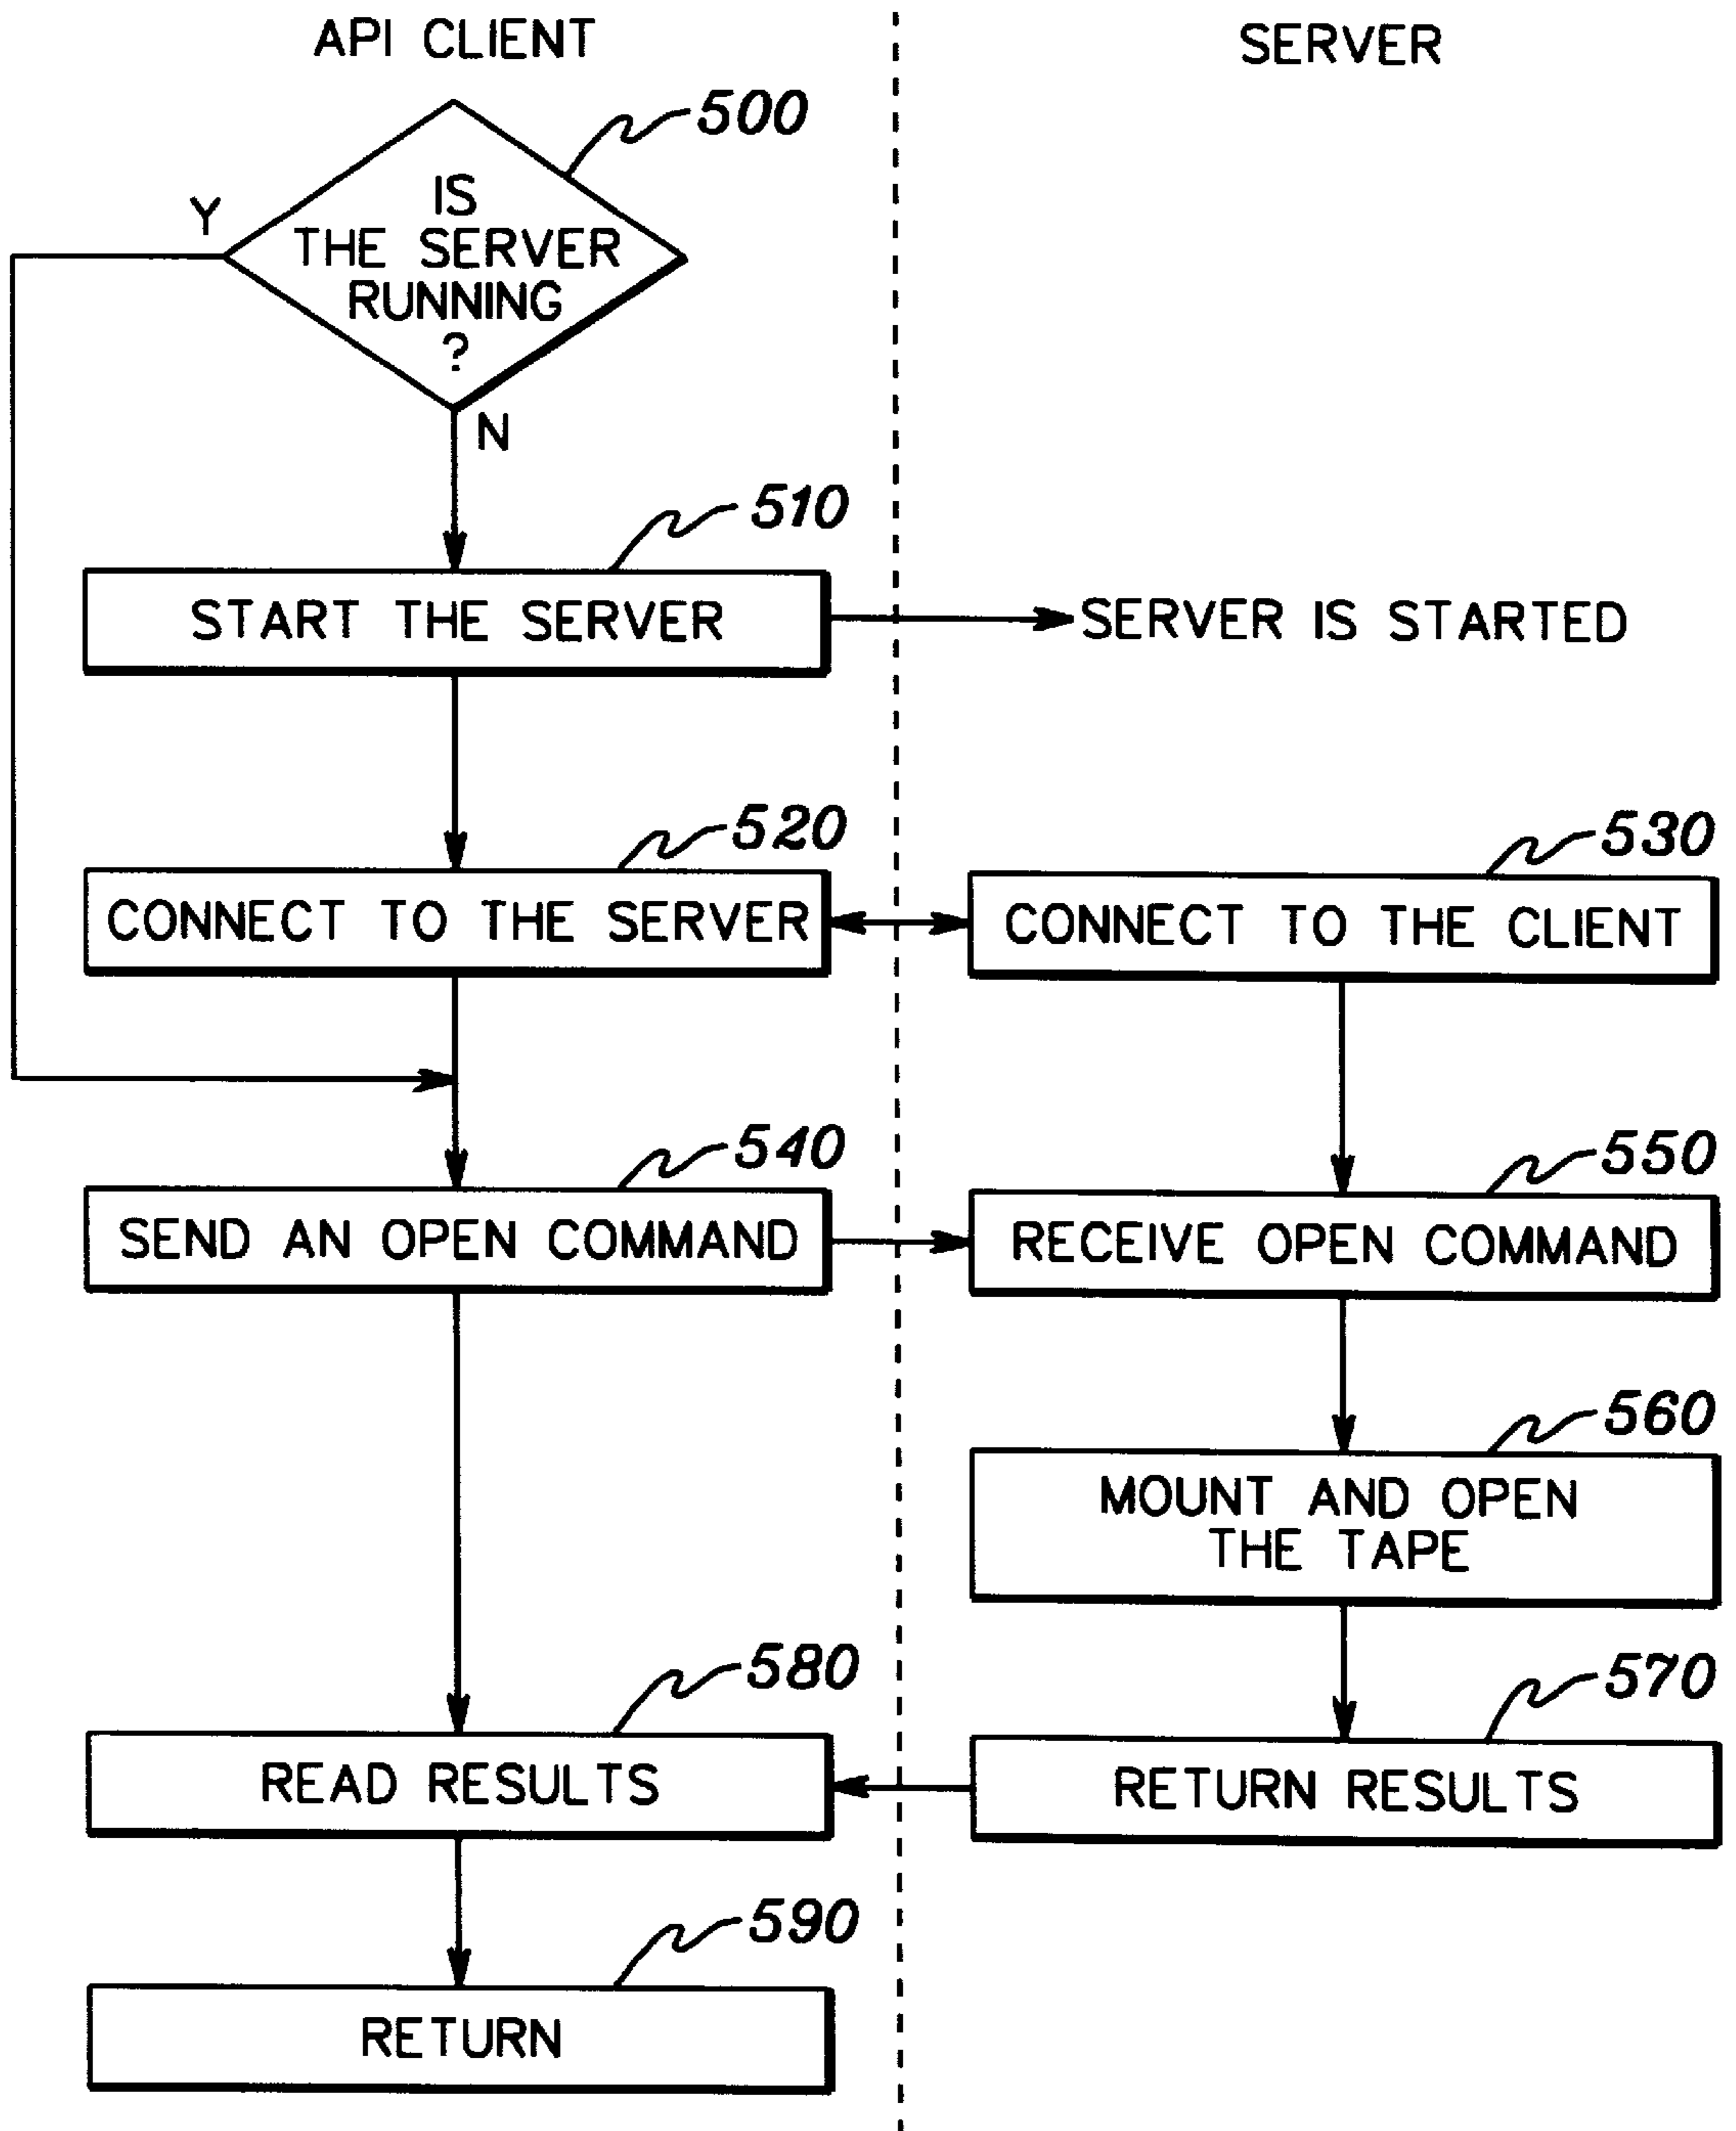 API CLIENT
SERVER
500
IS
THE SERVER
RUNNING
?
Y
N
510
START THE SERVER
SERVER IS STARTED
520
CONNECT TO THE SERVER
530
CONNECT TO THE CLIENT
540
SEND AN OPEN COMMAND
550
RECEIVE OPEN COMMAND
560
MOUNT AND OPEN
THE TAPE
580
READ RESULTS
570
RETURN RESULTS
590
RETURN